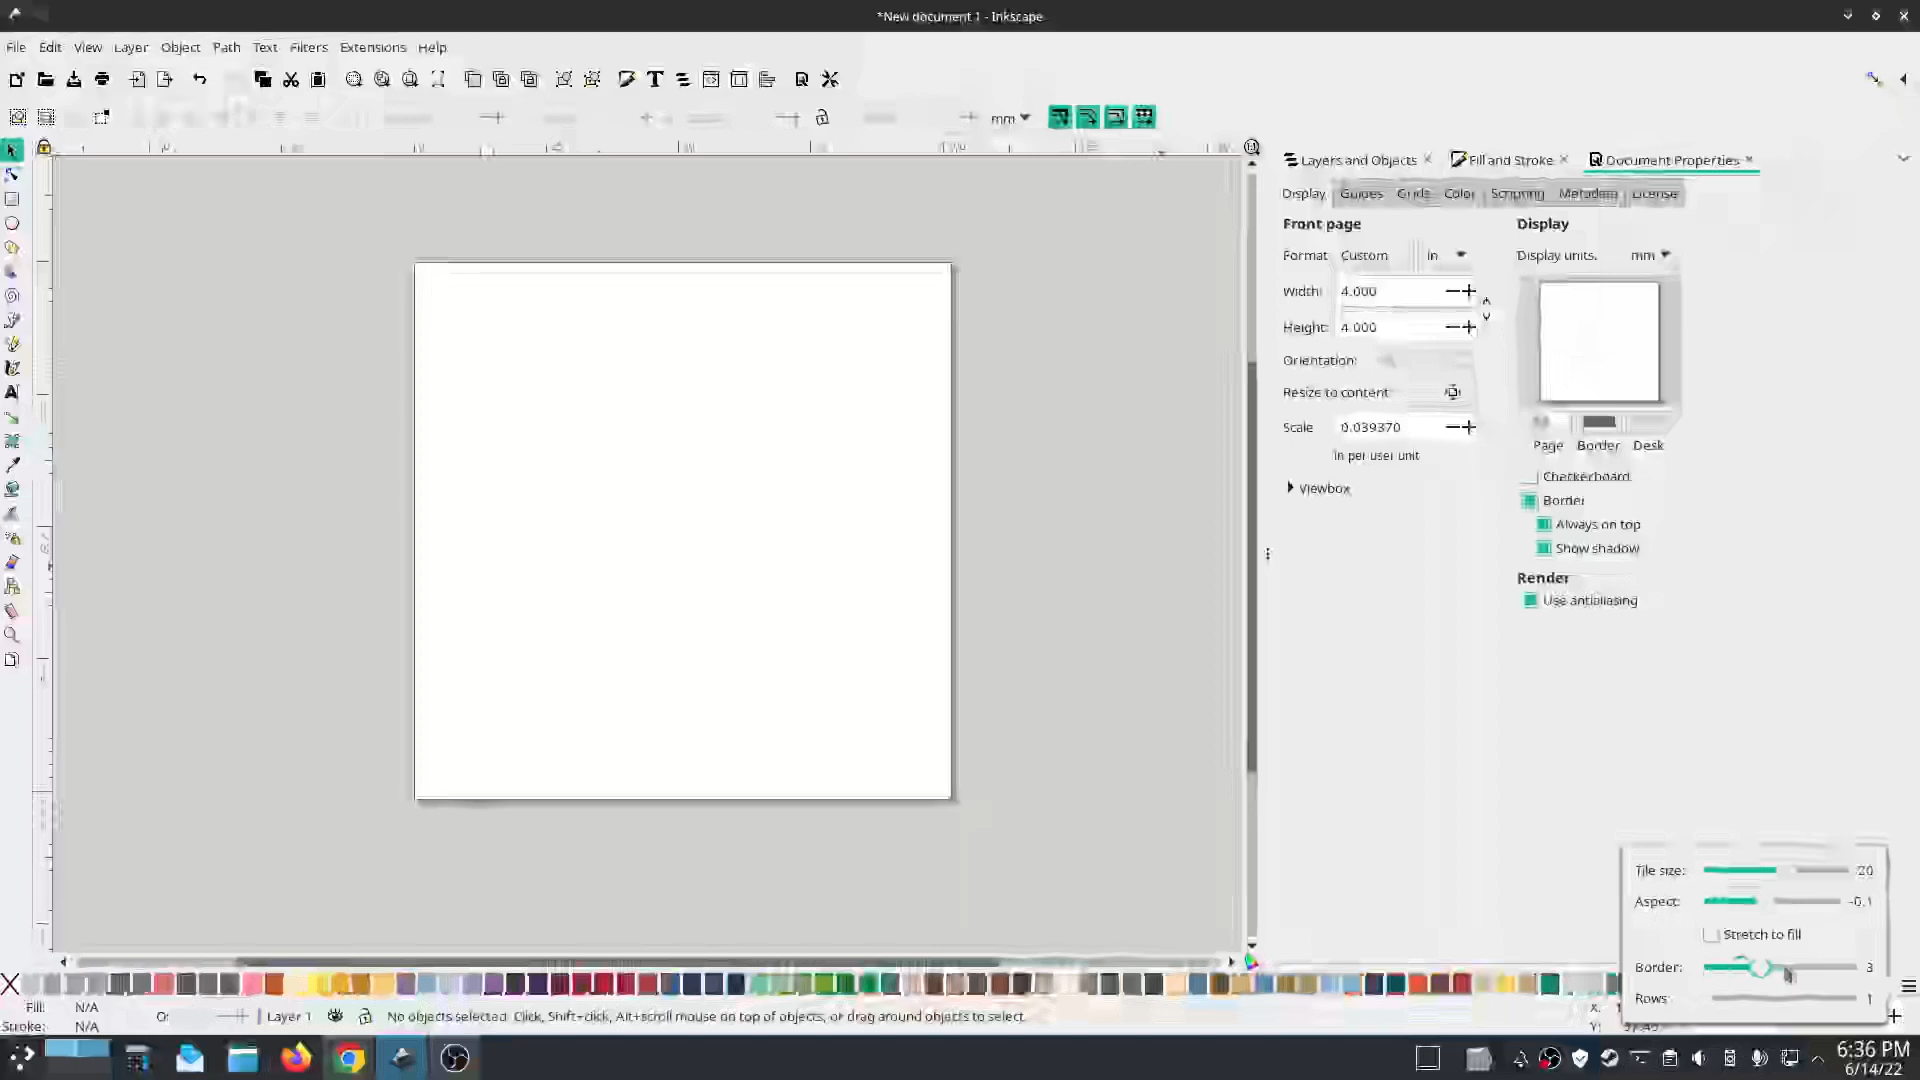 *New document 1 - Inkscape
File Edit View Layer Object Path Text Filters Extensions Help
mm
Layers and Objects Fill and Stroke Document Properties
Display Guides Grids Color Scripting Metadata License
Front page Display
Format Custom in Display units: mm
Width: 4.000
Height: 4.000
Orientation:
Resize to content:
Scale 0.039370
in per user unit
Page Border Desk
Viewbox
Checkerboard
Border
Always on top
Show shadow
Render
Use antialiasing
Tile size: 20
Aspect: -0.1
Stretch to fill
Border: 3
Rows: 1
Fill: N/A
Stroke: N/A
Layer 1 No objects selected. Click, Shift+click, Alt+scroll mouse on top of objects, or drag around objects to select.
X:
Y:
6:36 PM
6/14/22